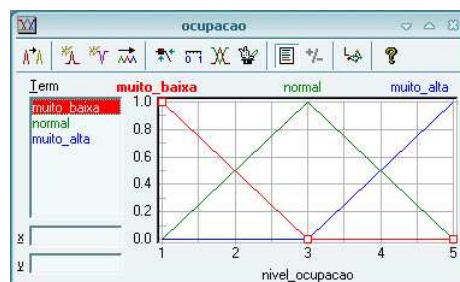 ocupacao
+/-
?
Term
muito_baixa
normal
muito_alta
x
y
muito_baixa normal muito_alta
1.0
0.8
0.6
0.4
0.2
0.0
1 2 3 4 5
nivel_ocupacao